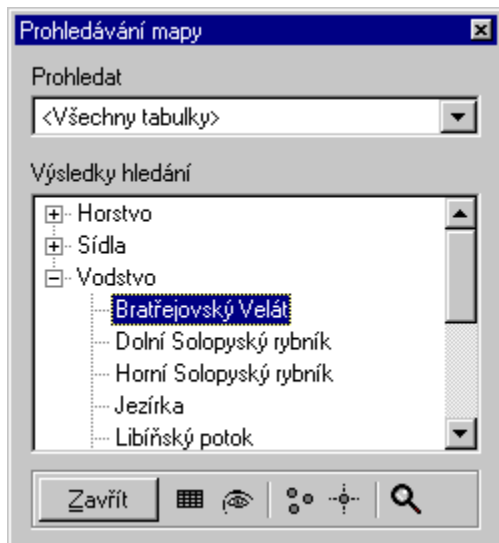 Prohledávání mapy
Prohledat
<Všechny tabulky>
Výsledky hledání
Horstvo
Sídla
Vodstvo
Bratřejovský Velát
Dolní Solopyský rybník
Horní Solopyský rybník
Jezírka
Libíňský potok
Zavřít